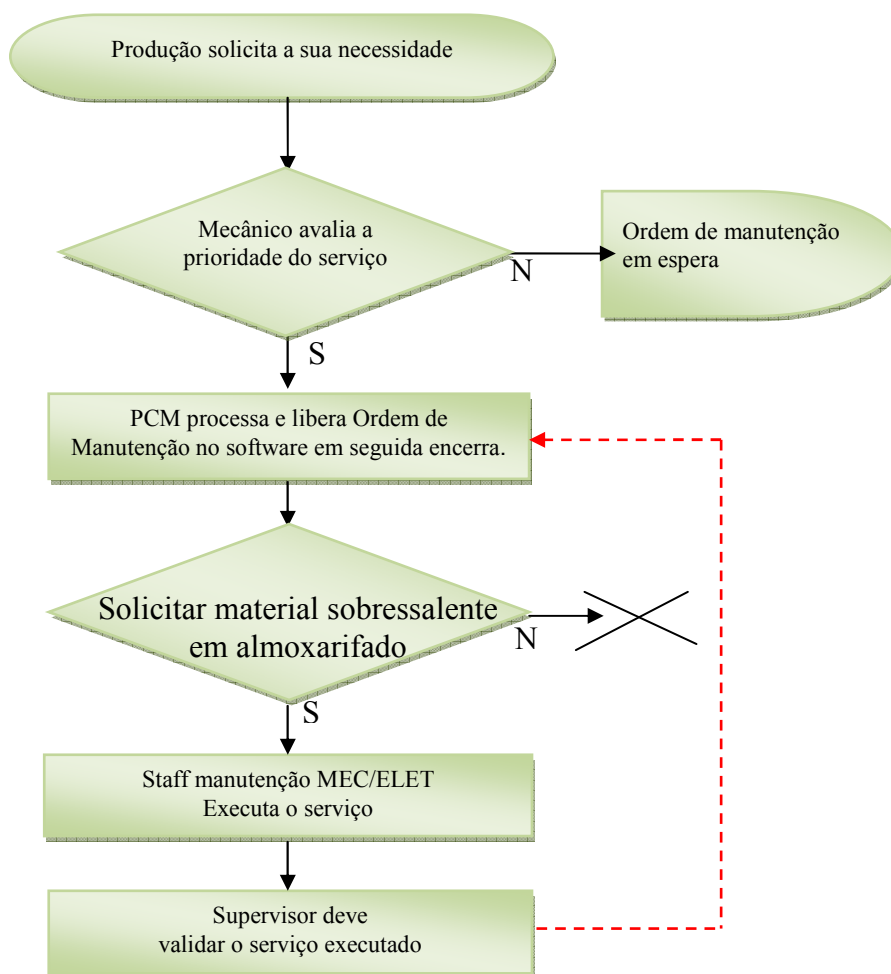 Produção solicita a sua necessidade
Mecânico avalia a
prioridade do serviço
N
Ordem de manutenção
em espera
S
PCM processa e libera Ordem de
Manutenção no software em seguida encerra.
Solicitar material sobressalente
em almoxarifado
N
S
Staff manutenção MEC/ELET
Executa o serviço
Supervisor deve
validar o serviço executado